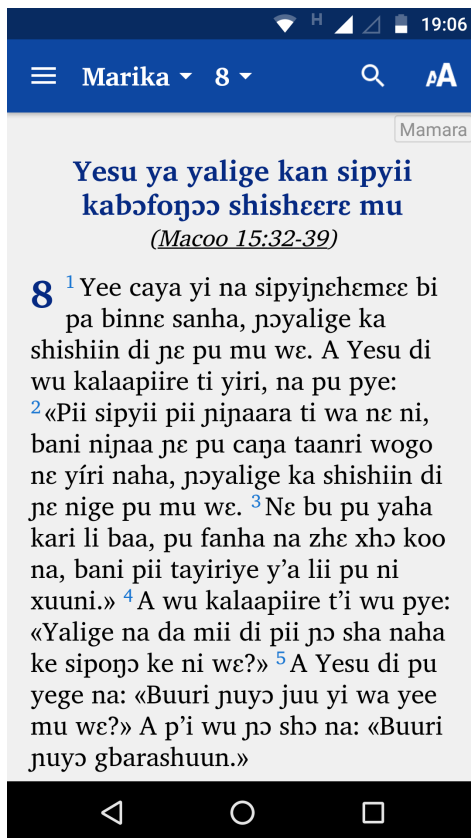 H 19:06
Marika 8 AA
Mamara
Yesu ya yalige kan sipyii
kabɔfoŋɔɔ shishɛɛrɛ mu
(Macoo 15:32-39)
8 1 Yee caya yi na sipyiɲɛhɛmɛɛ bi
pa binnɛ sanha, ɲɔyalige ka
shishiin di ɲɛ pu mu wɛ. A Yesu di
wu kalaapiire ti yiri, na pu pye:
2 «Pii sipyii pii ɲiɲaara ti wa nɛ ni,
bani niɲaa ɲɛ pu caŋa taanri wogo
nɛ yíri naha, ɲɔyalige ka shishiin di
ɲɛ nige pu mu wɛ. 3 Nɛ bu pu yaha
kari li baa, pu fanha na zhɛ xhɔ koo
na, bani pii tayiriye y’a lii pu ni
xuuni.» 4 A wu kalaapiire t’i wu pye:
«Yalige na da mii di pii ɲɔ sha naha
ke sipoŋɔ ke ni wɛ?» 5 A Yesu di pu
yege na: «Buuri ɲuyɔ juu yi wa yee
mu wɛ?» A p’i wu ɲɔ shɔ na: «Buuri
ɲuyɔ gbarashuun.»